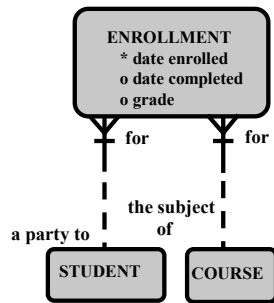 ENROLLMENT
* date enrolled
o date completed
o grade
for
for
the subject
of
a party to
STUDENT
COURSE